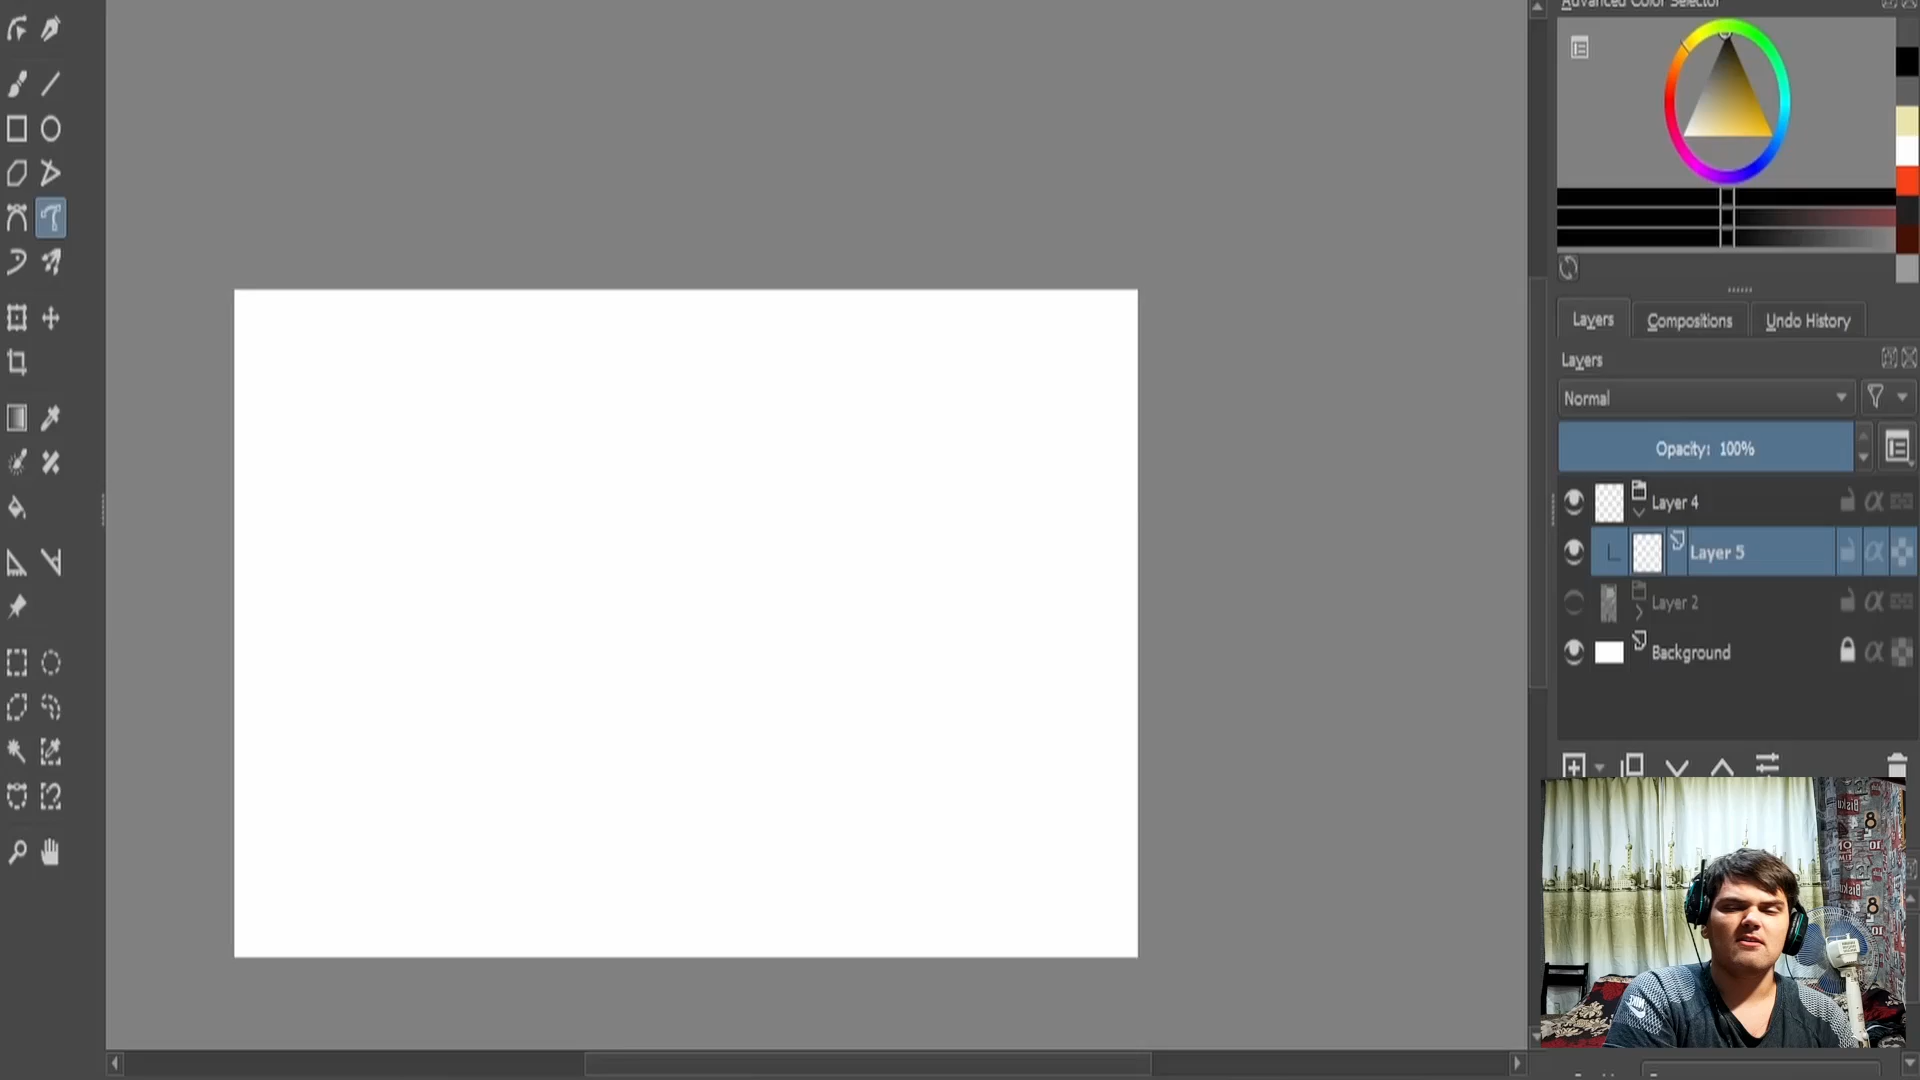 Advanced Color Selector
Layers
Compositions
Undo History
Layers
Normal
Opacity: 100%
Layer 4
Layer 5
Layer 2
Background